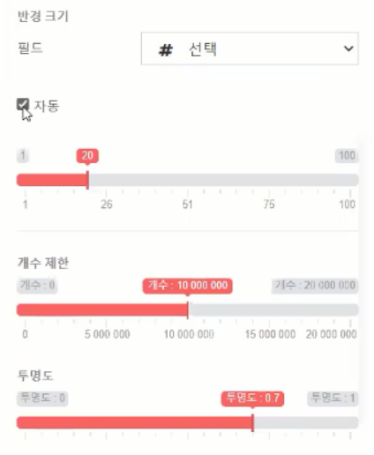 반경 크기
필드 # 선택
자동
1 20 100
1 26 51 75 100
개수 제한
개수 : 0 개수 : 10 000 000 개수 : 20 000 000
0 5 000 000 10 000 000 15 000 000 20 000 000
투명도
투명도 : 0 투명도 : 0.7 투명도 : 1